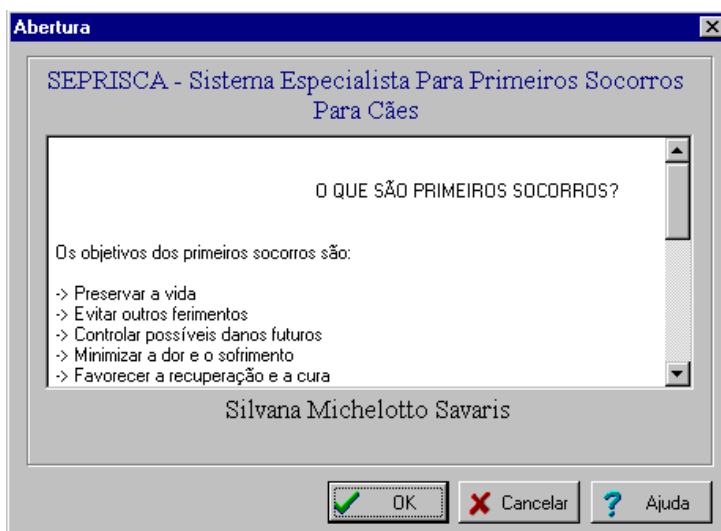 Abertura
SEPRISCA - Sistema Especialista Para Primeiros Socorros
Para Cães
O QUE SÃO PRIMEIROS SOCORROS?
Os objetivos dos primeiros socorros são:
-> Preservar a vida
-> Evitar outros ferimentos
-> Controlar possíveis danos futuros
-> Minimizar a dor e o sofrimento
-> Favorecer a recuperação e a cura
Silvana Michelotto Savaris
OK
Cancelar
Ajuda